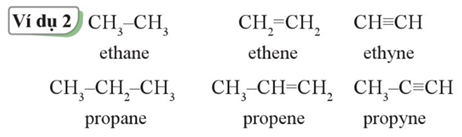 Ví dụ 2 CH₃–CH₃ CH₂=CH₂ CH≡CH
ethane ethene ethyne
CH₃–CH₂–CH₃ CH₃–CH=CH₂ CH₃–C≡CH
propane propene propyne